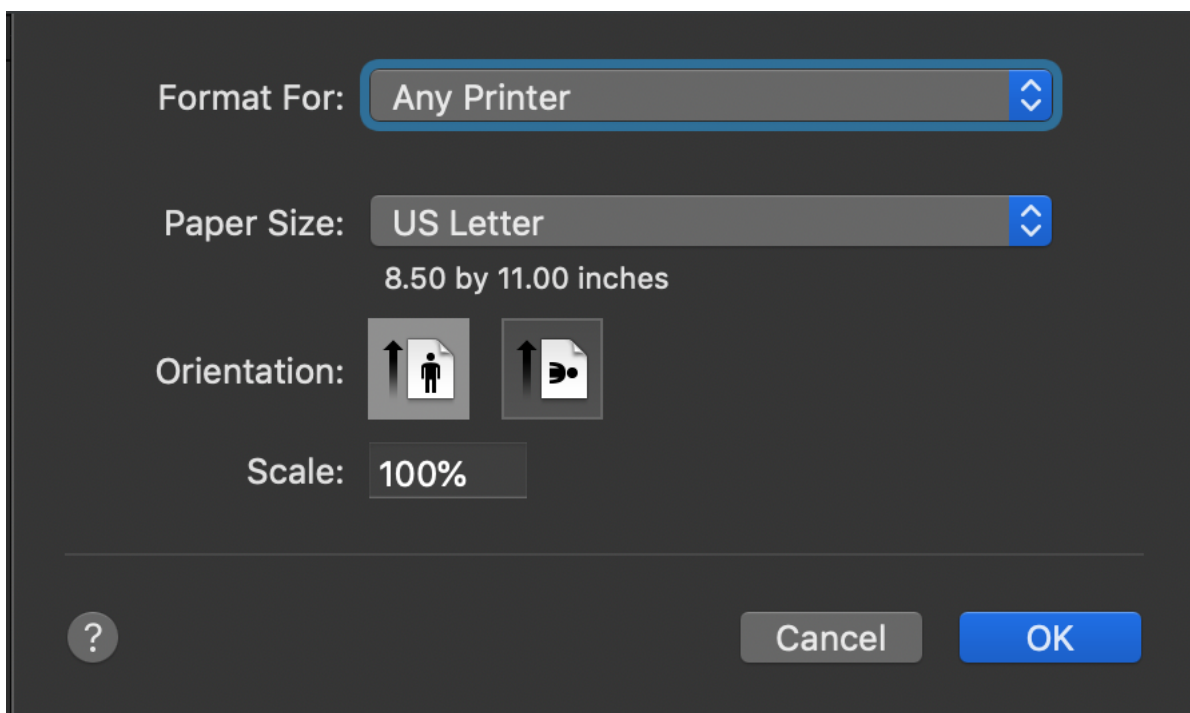 Format For: Any Printer
Paper Size: US Letter
8.50 by 11.00 inches
Orientation:
Scale: 100%
? Cancel OK